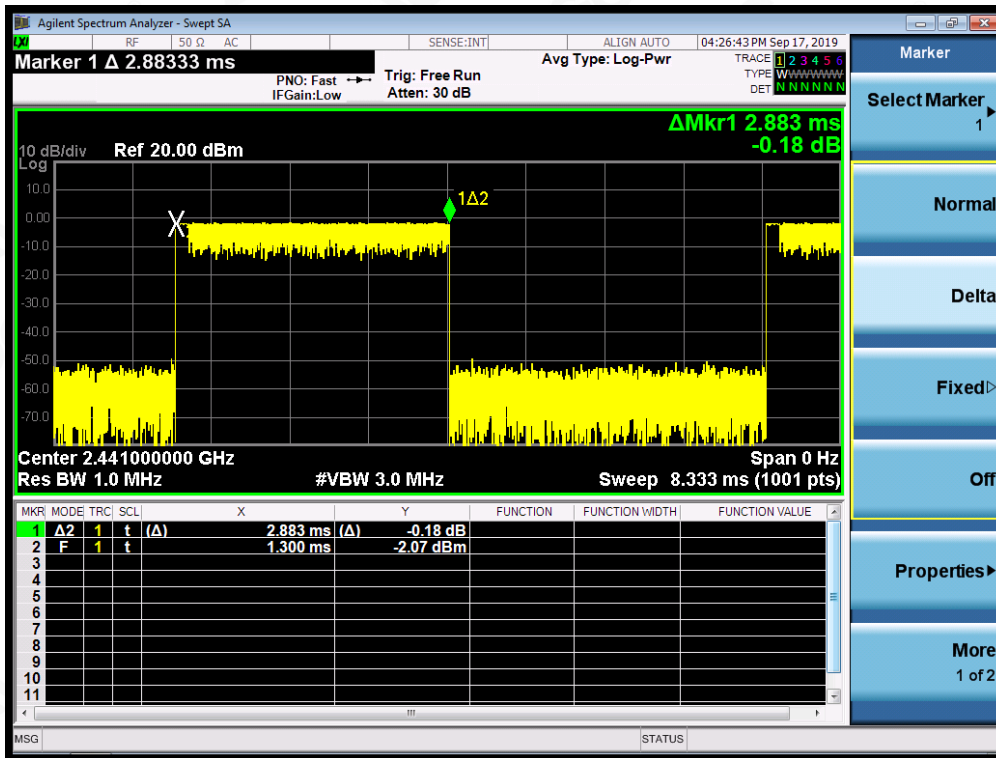 Agilent Spectrum Analyzer - Swept SA
LXI RF 50 Ω AC SENSE:INT ALIGN AUTO 04:26:43 PM Sep 17, 2019
Marker 1 Δ 2.88333 ms
PNO: Fast
IFGain:Low
Trig: Free Run
Atten: 30 dB
Avg Type: Log-Pwr
TRACE 1 2 3 4 5 6
TYPE WWWWWW
DET N N N N N N
ΔMkr1 2.883 ms
-0.18 dB
10 dB/div Ref 20.00 dBm
Log
10.0
0.00
-10.0
-20.0
-30.0
-40.0
-50.0
-60.0
-70.0
1Δ2
Center 2.441000000 GHz Span 0 Hz
Res BW 1.0 MHz #VBW 3.0 MHz Sweep 8.333 ms (1001 pts)
MKR MODE TRC SCL X Y FUNCTION FUNCTION WIDTH FUNCTION VALUE
1 Δ2 1 t (Δ) 2.883 ms (Δ) -0.18 dB
2 F 1 t 1.300 ms -2.07 dBm
3
4
5
6
7
8
9
10
11
MSG STATUS
Marker
Select Marker
1
Normal
Delta
Fixed
Off
Properties
More
1 of 2